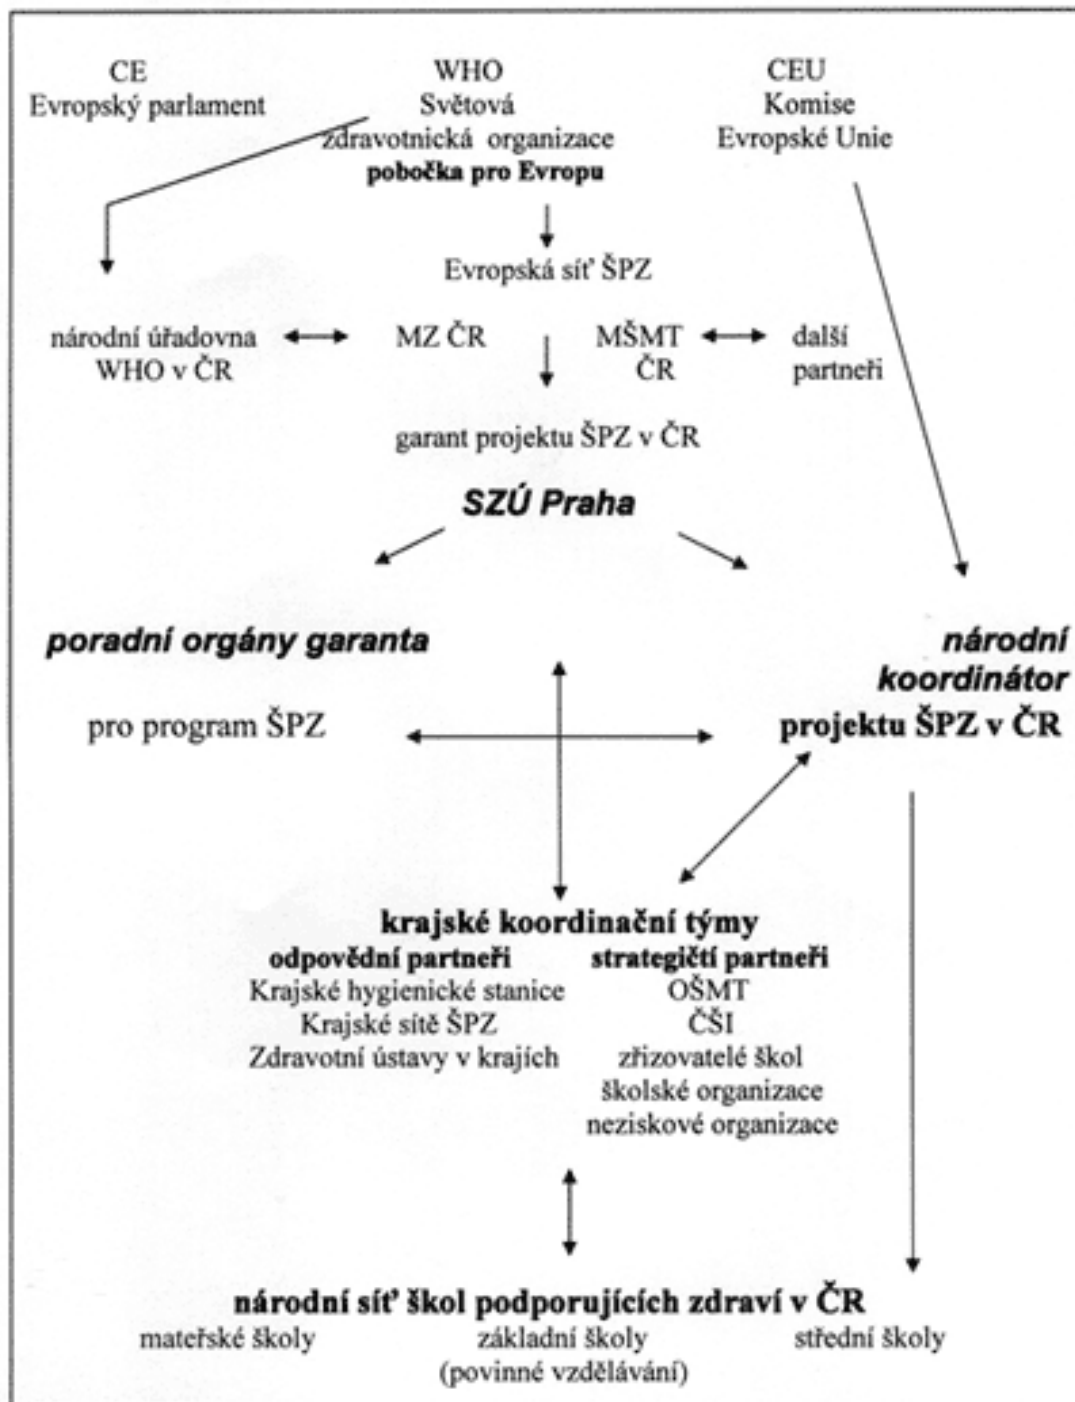 CE
Evropský parlament
WHO
Světová
zdravotnická organizace
pobočka pro Evropu
CEU
Komise
Evropské Unie
Evropská síť ŠPZ
národní úřadovna
WHO v ČR
MZ ČR
MŠMT
ČR
další
partneři
garant projektu ŠPZ v ČR
SZÚ Praha
poradní orgány garanta
pro program ŠPZ
národní
koordinátor
projektu ŠPZ v ČR
krajské koordinační týmy
odpovědní partneři
Krajské hygienické stanice
Krajské sítě ŠPZ
Zdravotní ústavy v krajích
strategičtí partneři
OŠMT
ČŠI
zřizovatelé škol
školské organizace
neziskové organizace
národní síť škol podporujících zdraví v ČR
mateřské školy
základní školy
(povinné vzdělávání)
střední školy